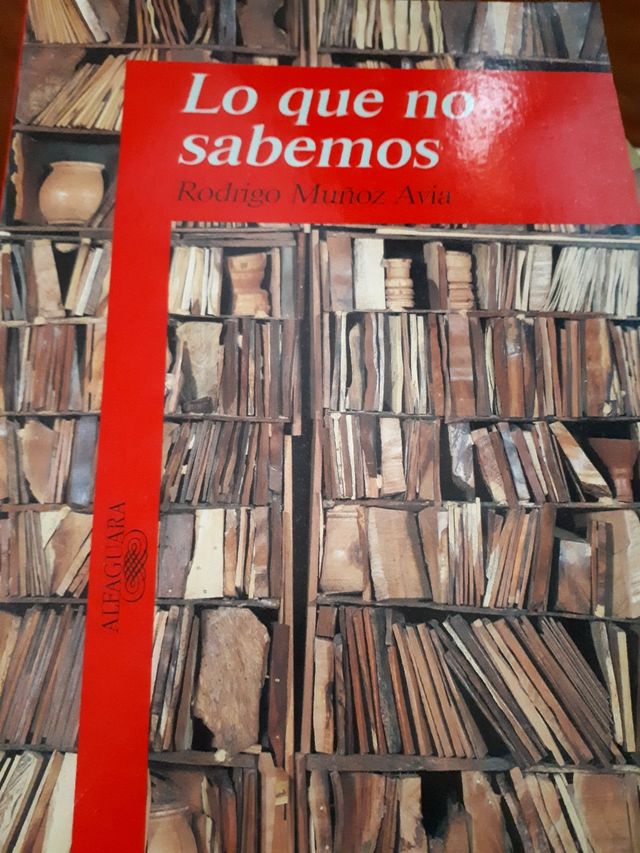 Lo que no
sabemos
Rodrigo Muñoz Avia
ALFAGUARA